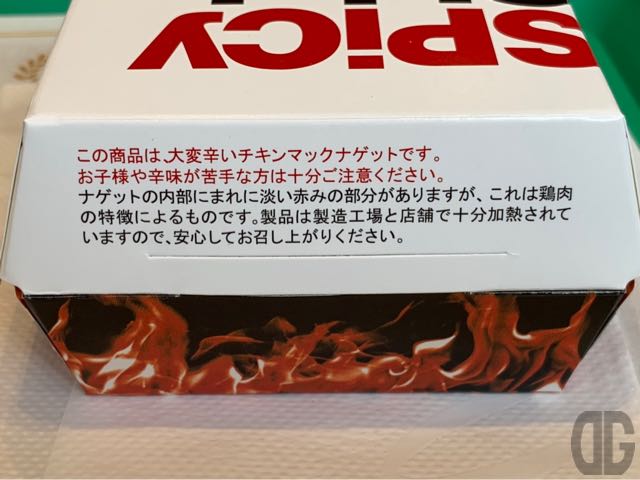 SPiCY
この商品は、大変辛いチキンマックナゲットです。
お子様や辛味が苦手な方は十分ご注意ください。
ナゲットの内部にまれに淡い赤みの部分がありますが、これは鶏肉
の特徴によるものです。製品は製造工場と店舗で十分加熱されて
いますので、安心してお召し上がりください。
DG